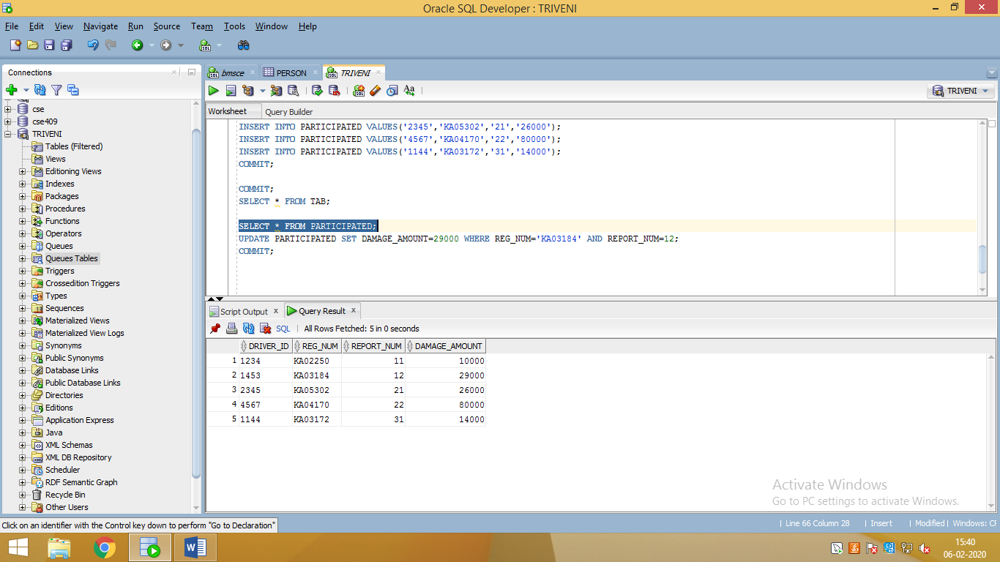 Oracle SQL Developer : TRIVENI
File Edit View Navigate Run Source Team Tools Window Help
Connections
cse
cse409
TRIVENI
Tables (Filtered)
Views
Editioning Views
Indexes
Packages
Procedures
Functions
Operators
Queues
Queues Tables
Triggers
Crossedition Triggers
Types
Sequences
Materialized Views
Materialized View Logs
Synonyms
Public Synonyms
Database Links
Public Database Links
Directories
Editions
Application Express
Java
XML Schemas
XML DB Repository
Scheduler
RDF Semantic Graph
Recycle Bin
Other Users
bmsce PERSON TRIVENI
TRIVENI
Worksheet Query Builder
INSERT INTO PARTICIPATED VALUES('2345','KA05302','21','26000');
INSERT INTO PARTICIPATED VALUES('4567','KA04170','22','80000');
INSERT INTO PARTICIPATED VALUES('1144','KA03172','31','14000');
COMMIT;
COMMIT;
SELECT * FROM TAB;
SELECT * FROM PARTICIPATED;
UPDATE PARTICIPATED SET DAMAGE_AMOUNT=29000 WHERE REG_NUM='KA03184' AND REPORT_NUM=12;
COMMIT;
Script Output Query Result
SQL All Rows Fetched: 5 in 0 seconds
DRIVER_ID REG_NUM REPORT_NUM DAMAGE_AMOUNT
1 1234 KA02250 11 10000
2 1453 KA03184 12 29000
3 2345 KA05302 21 26000
4 4567 KA04170 22 80000
5 1144 KA03172 31 14000
Activate Windows
Go to PC settings to activate Windows.
Click on an identifier with the Control key down to perform "Go to Declaration"
Line 66 Column 28 Insert Modified Windows: CF
15:40
06-02-2020